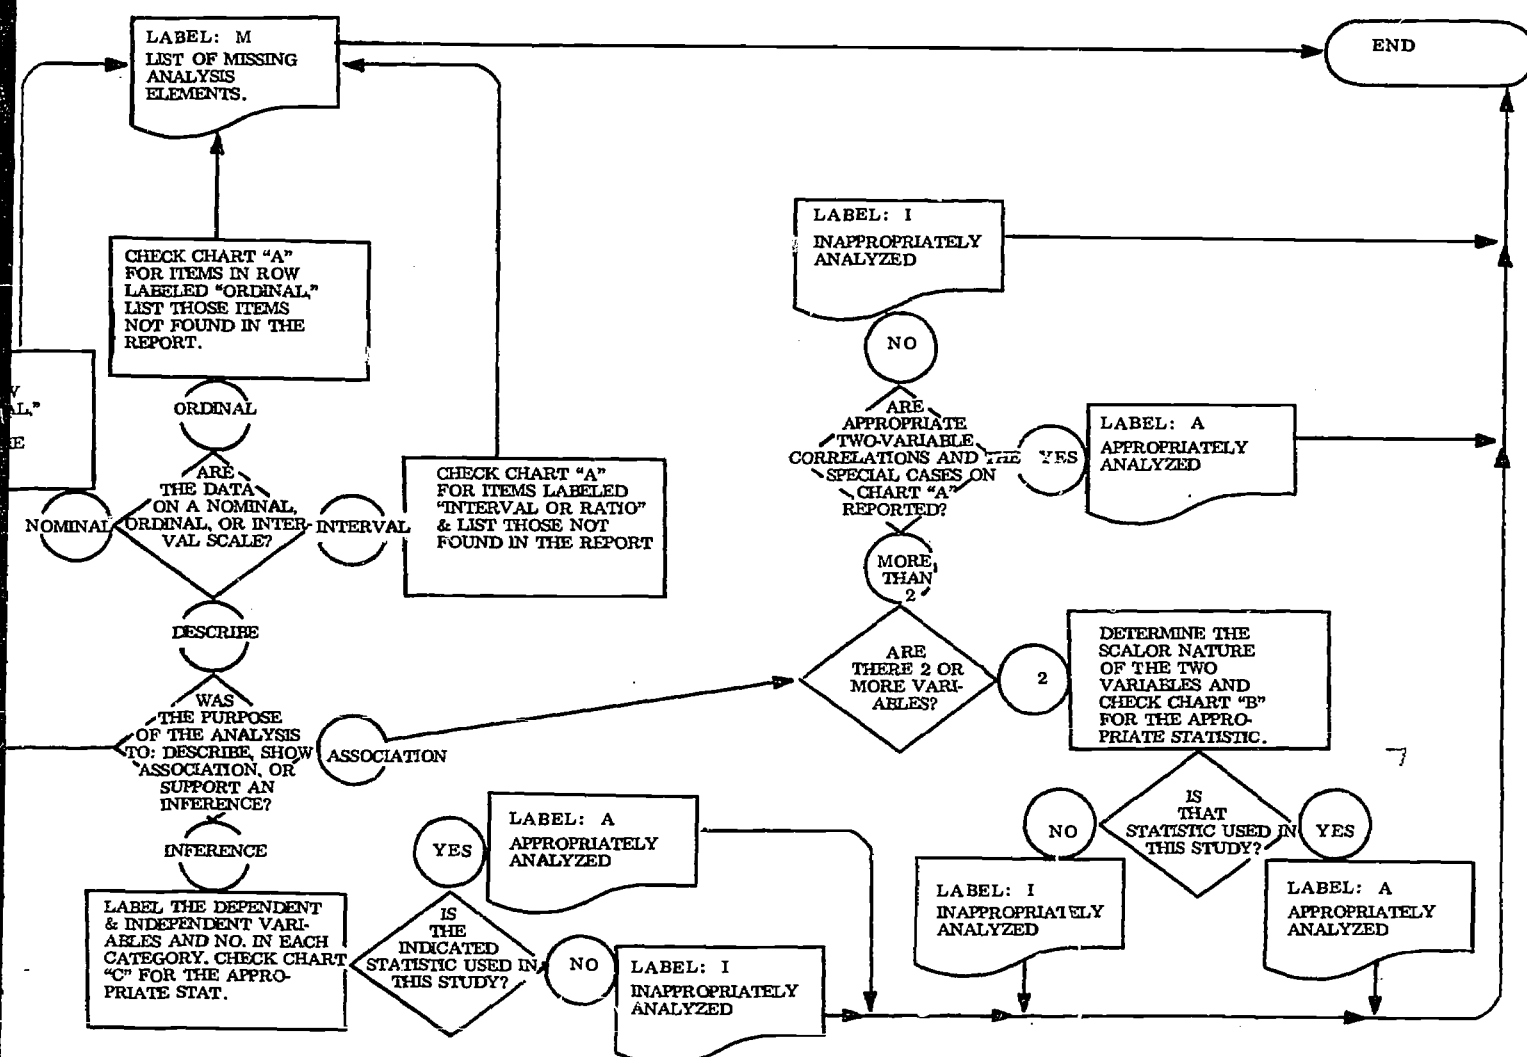 LABEL: M
LIST OF MISSING
ANALYSIS
ELEMENTS.
END
CHECK CHART "A"
FOR ITEMS IN ROW
LABELED "ORDINAL,"
LIST THOSE ITEMS
NOT FOUND IN THE
REPORT.
ORDINAL
ARE
THE DATA
ON A NOMINAL,
ORDINAL, OR INTER-
VAL SCALE?
NOMINAL
INTERVAL
CHECK CHART "A"
FOR ITEMS LABELED
"INTERVAL OR RATIO"
& LIST THOSE NOT
FOUND IN THE REPORT
DESCRIBE
WAS
THE PURPOSE
OF THE ANALYSIS
TO: DESCRIBE, SHOW
ASSOCIATION, OR
SUPPORT AN
INFERENCE?
ASSOCIATION
INFERENCE
LABEL THE DEPENDENT
& INDEPENDENT VARI-
ABLES AND NO. IN EACH
CATEGORY. CHECK CHART
"C" FOR THE APPRO-
PRIATE STAT.
IS
THE
INDICATED
STATISTIC USED IN
THIS STUDY?
YES
LABEL: A
APPROPRIATELY
ANALYZED
NO
LABEL: I
INAPPROPRIATELY
ANALYZED
LABEL: I
INAPPROPRIATELY
ANALYZED
NO
ARE
APPROPRIATE
TWO-VARIABLE
CORRELATIONS AND THE
SPECIAL CASES ON
CHART "A"
REPORTED?
YES
LABEL: A
APPROPRIATELY
ANALYZED
MORE
THAN
2
ARE
THERE 2 OR
MORE VARI-
ABLES?
2
DETERMINE THE
SCALOR NATURE
OF THE TWO
VARIABLES AND
CHECK CHART "B"
FOR THE APPRO-
PRIATE STATISTIC.
IS
THAT
STATISTIC USED IN
THIS STUDY?
NO
YES
LABEL: I
INAPPROPRIATELY
ANALYZED
LABEL: A
APPROPRIATELY
ANALYZED